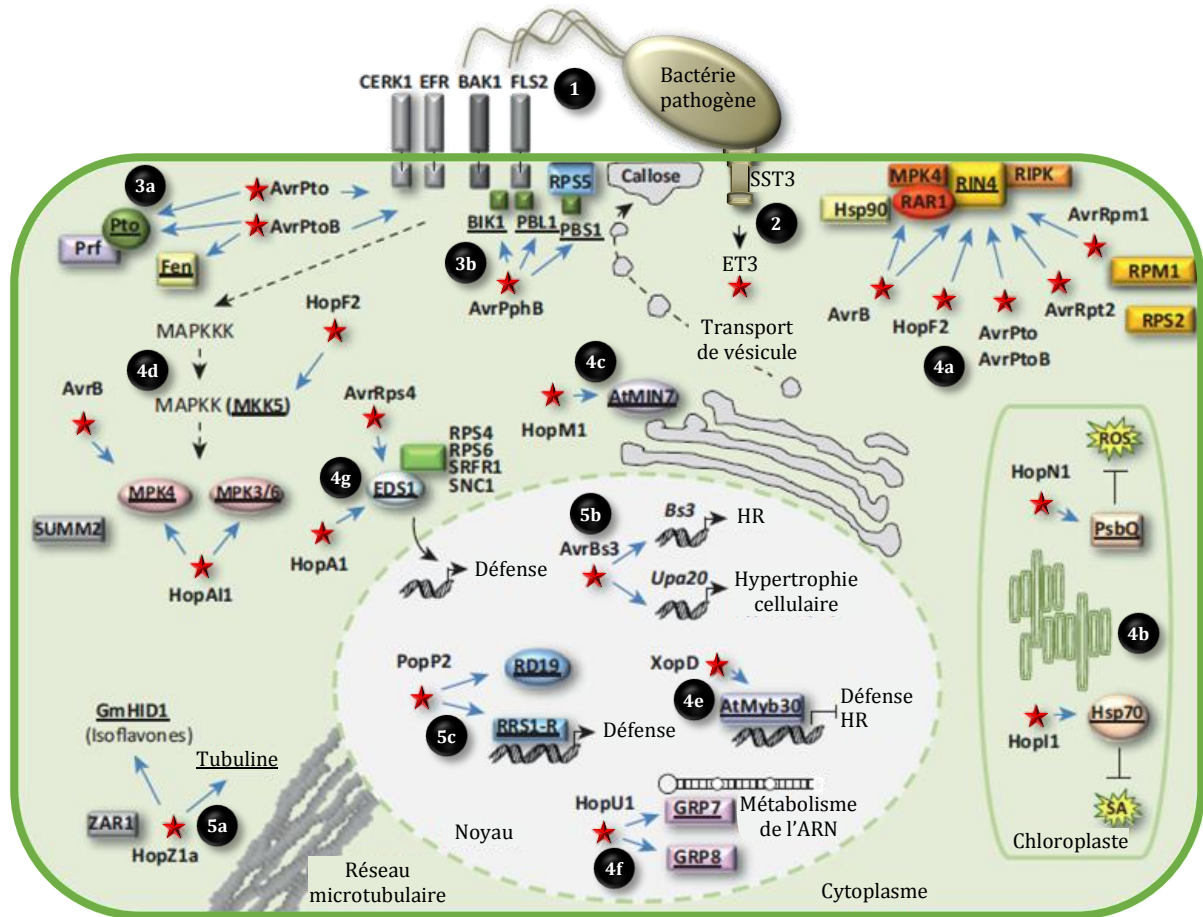 Bactérie
pathogène
CERK1 EFR BAK1 FLS2
1
3a
AvrPto
AvrPtoB
Pto
Prf
Fen
RPS5
BIK1
PBL1
PBS1
3b
AvrPphB
Callose
SST3
2
ET3
Transport
de vésicule
MPK4
RIN4
RIPK
RAR1
Hsp90
AvrRpm1
RPM1
RPS2
AvrB
HopF2
AvrPto
AvrPtoB
AvrRpt2
4a
HopF2
MAPKKK
4d
MAPKK (MKK5)
AvrB
MPK4
MPK3/6
SUMM2
HopAI1
AvrRps4
4g
EDS1
RPS4
RPS6
SRFR1
SNC1
HopA1
Défense
4c
HopM1
AtMIN7
5b
AvrBs3
Bs3
HR
Upa20
Hypertrophie
cellulaire
ROS
HopN1
PsbQ
4b
HopI1
Hsp70
SA
Chloroplaste
PopP2
RD19
5c
RRS1-R
Défense
XopD
4e
AtMyb30
Défense
HR
HopU1
GRP7
GRP8
4f
Métabolisme
de l’ARN
Noyau
GmHID1
(Isoflavones)
Tubuline
ZAR1
HopZ1a
5a
Réseau
microtubulaire
Cytoplasme